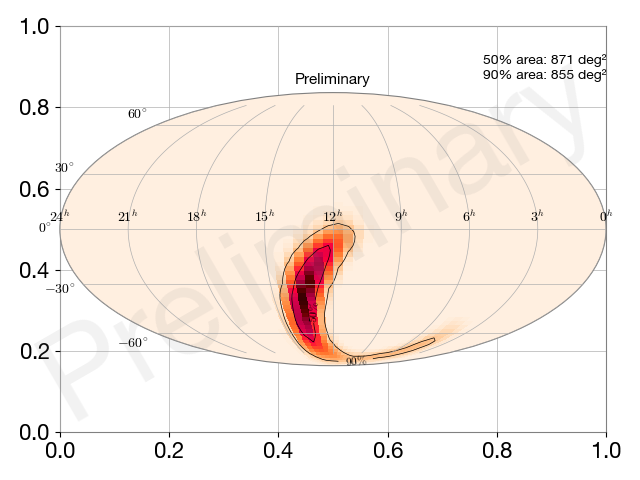 1.0
50% area: 871 deg²
90% area: 855 deg²
Preliminary
0.8
60°
30°
0.6
24h 21h 18h 15h 12h 9h 6h 3h 0h
0°
0.4
−30°
−60°
0.2
90%
0.0
0.0 0.2 0.4 0.6 0.8 1.0
Preliminary